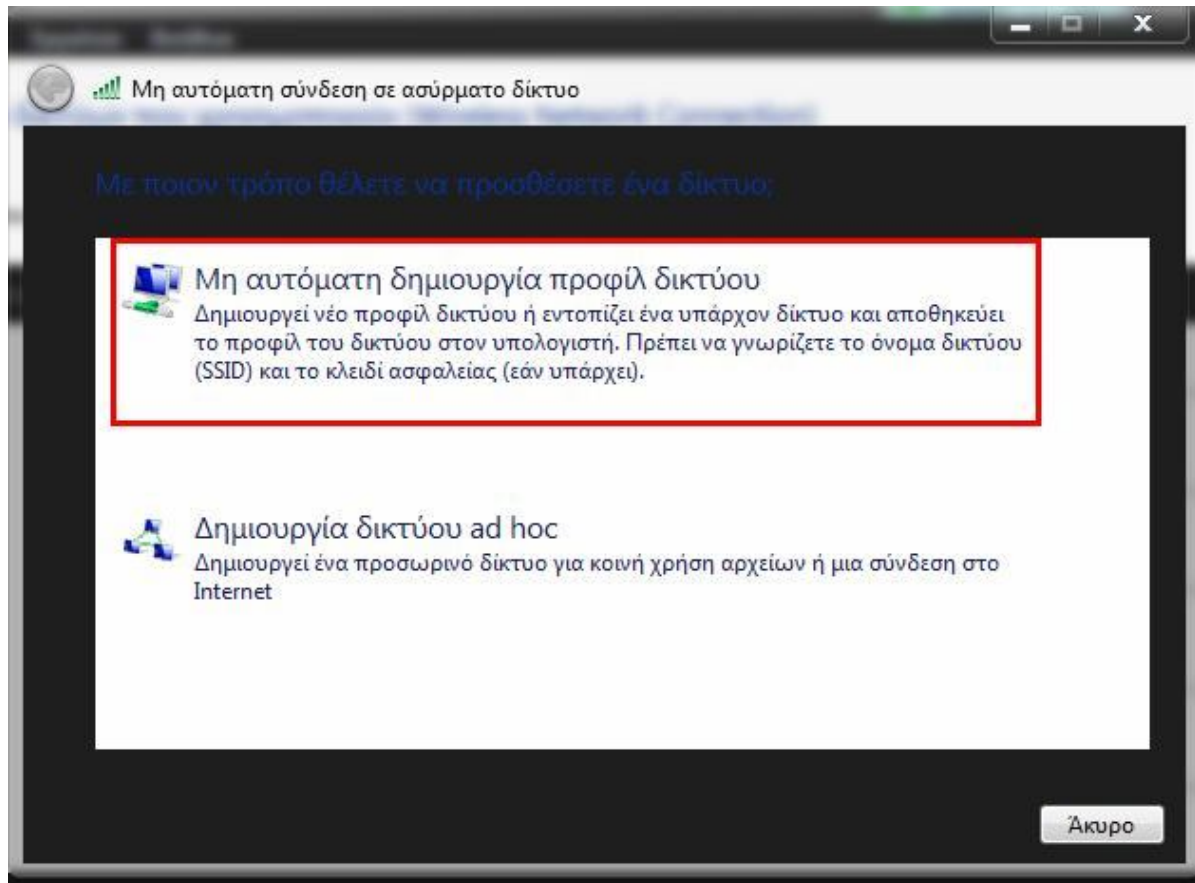 Μη αυτόματη σύνδεση σε ασύρματο δίκτυο
Με ποιον τρόπο θέλετε να προσθέσετε ένα δίκτυο;
Μη αυτόματη δημιουργία προφίλ δικτύου
Δημιουργεί νέο προφίλ δικτύου ή εντοπίζει ένα υπάρχον δίκτυο και αποθηκεύει
το προφίλ του δικτύου στον υπολογιστή. Πρέπει να γνωρίζετε το όνομα δικτύου
(SSID) και το κλειδί ασφαλείας (εάν υπάρχει).
Δημιουργία δικτύου ad hoc
Δημιουργεί ένα προσωρινό δίκτυο για κοινή χρήση αρχείων ή μια σύνδεση στο
Internet
Άκυρο